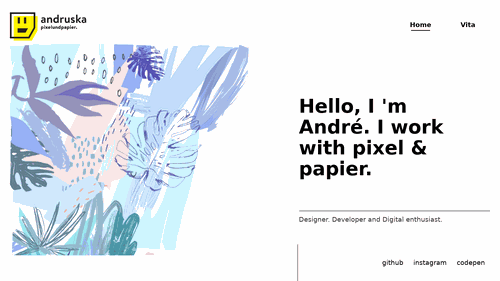 andruska
pixelundpapier.
Home
Vita
Hello, I 'm
André. I work
with pixel &
papier.
Designer. Developer and Digital enthusiast.
github
instagram
codepen